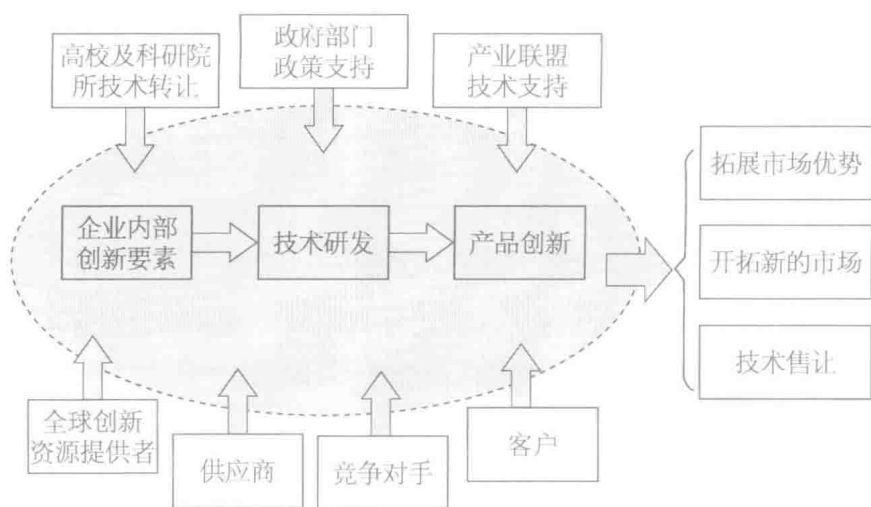 高校及科研院
所技术转让
政府部门
政策支持
产业联盟
技术支持
企业内部
创新要素
技术研发
产品创新
拓展市场优势
开拓新的市场
技术售让
全球创新
资源提供者
供应商
竞争对手
客户